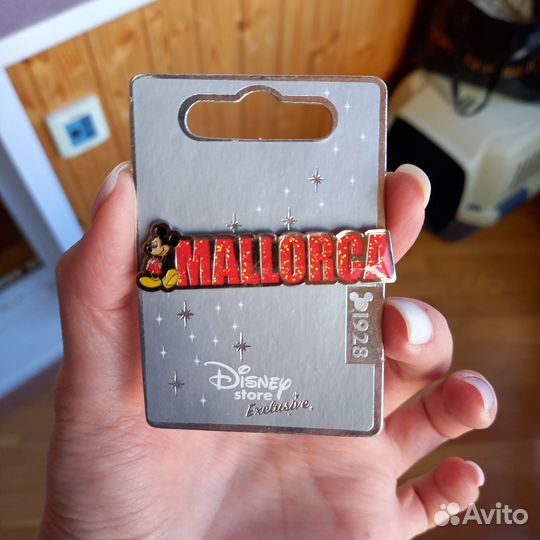 MALLORCA
1928
Disney
store
Exclusive
Avito